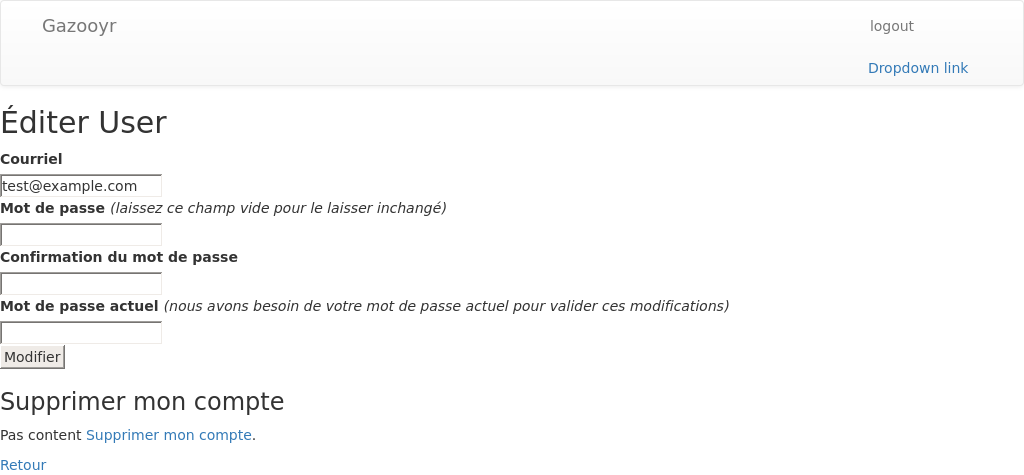 Gazooyr
logout
Dropdown link
Éditer User
Courriel
test@example.com
Mot de passe (laissez ce champ vide pour le laisser inchangé)
Confirmation du mot de passe
Mot de passe actuel (nous avons besoin de votre mot de passe actuel pour valider ces modifications)
Modifier
Supprimer mon compte
Pas content Supprimer mon compte.
Retour